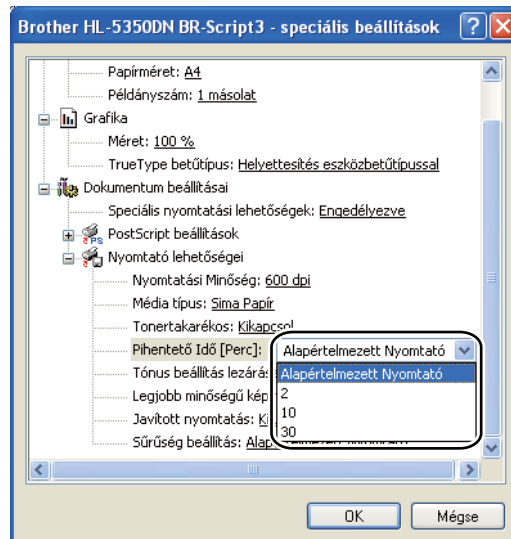 Brother HL-5350DN BR-Script3 - speciális beállítások
Papírméret: A4
Példányszám: 1 másolat
Grafika
Méret: 100 %
TrueType betűtípus: Helyettesítés eszközbetűtípussal
Dokumentum beállításai
Speciális nyomtatási lehetőségek: Engedélyezve
PostScript beállítások
Nyomtató lehetőségei
Nyomtatási Minőség: 600 dpi
Média típus: Sima Papír
Tonertakarékos: Kikapcsol
Pihentető Idő [Perc]: Alapértelmezett Nyomtató
Tónus beállítás lezárás Alapértelmezett Nyomtató
Legjobb minőségű kép 2
Javított nyomtatás: 10
Sűrűség beállítás: 30
OK Mégse